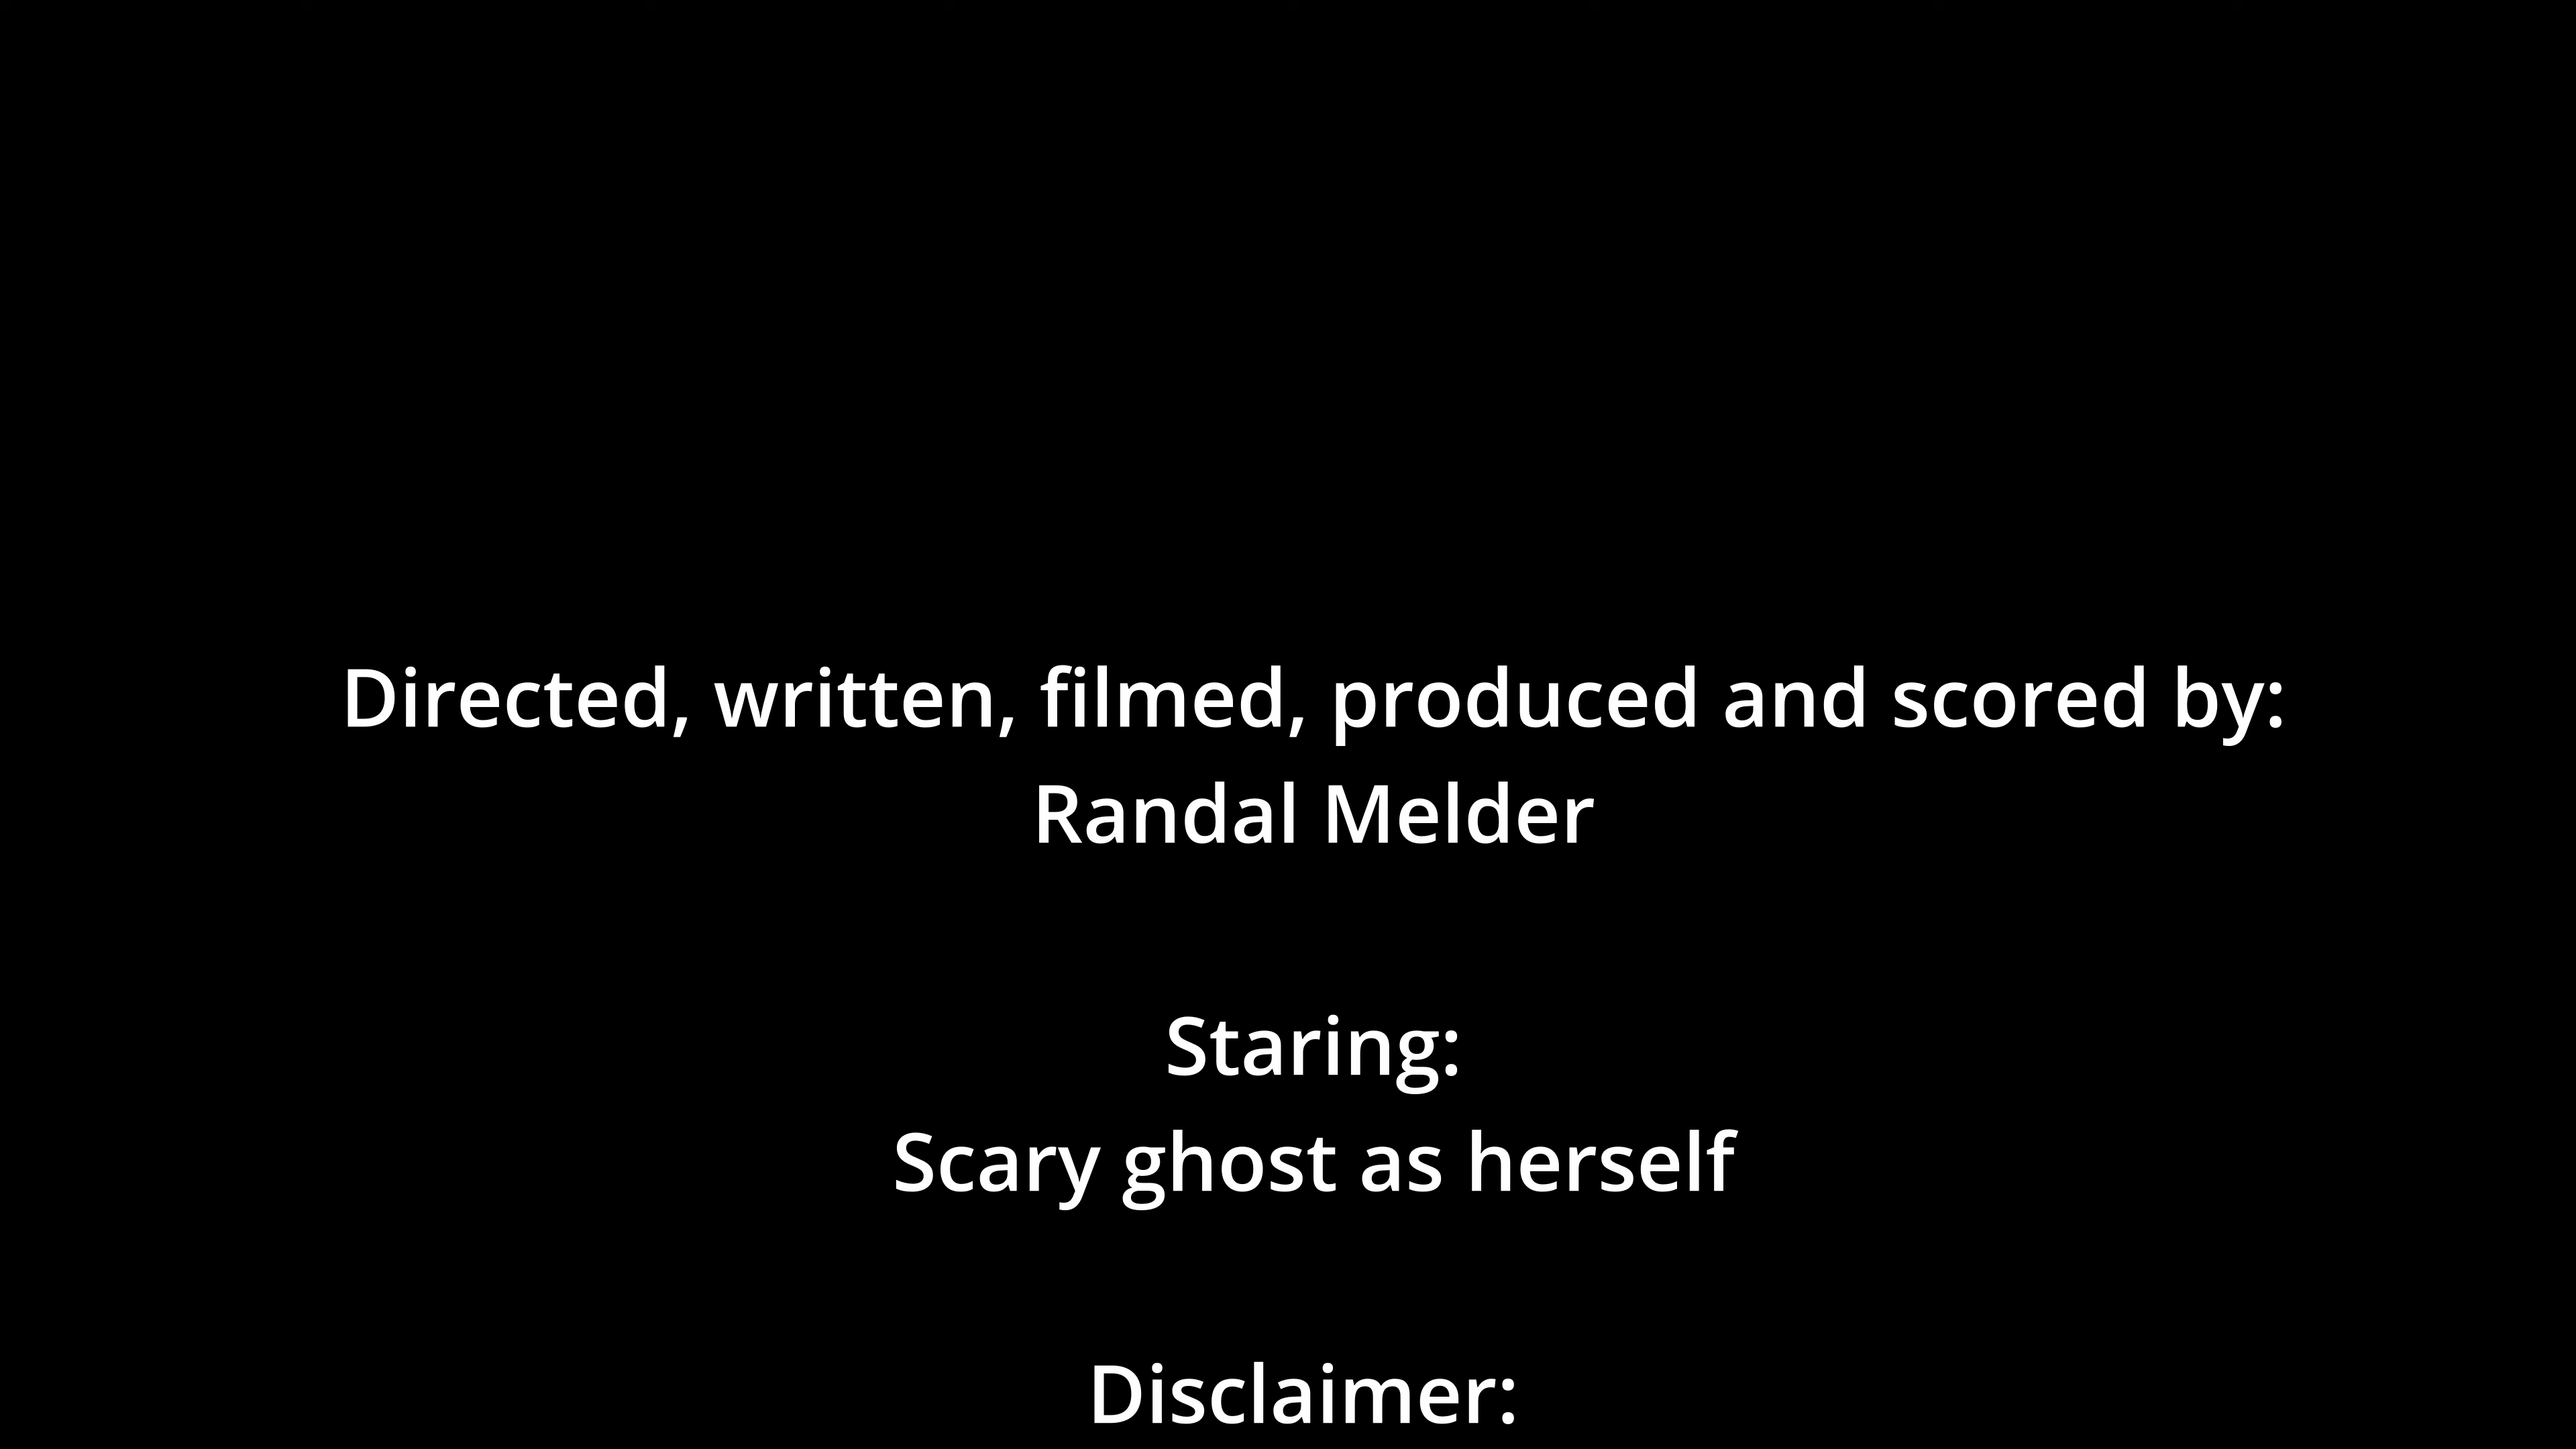 Directed, written, filmed, produced and scored by:
Randal Melder
Staring:
Scary ghost as herself
Disclaimer: